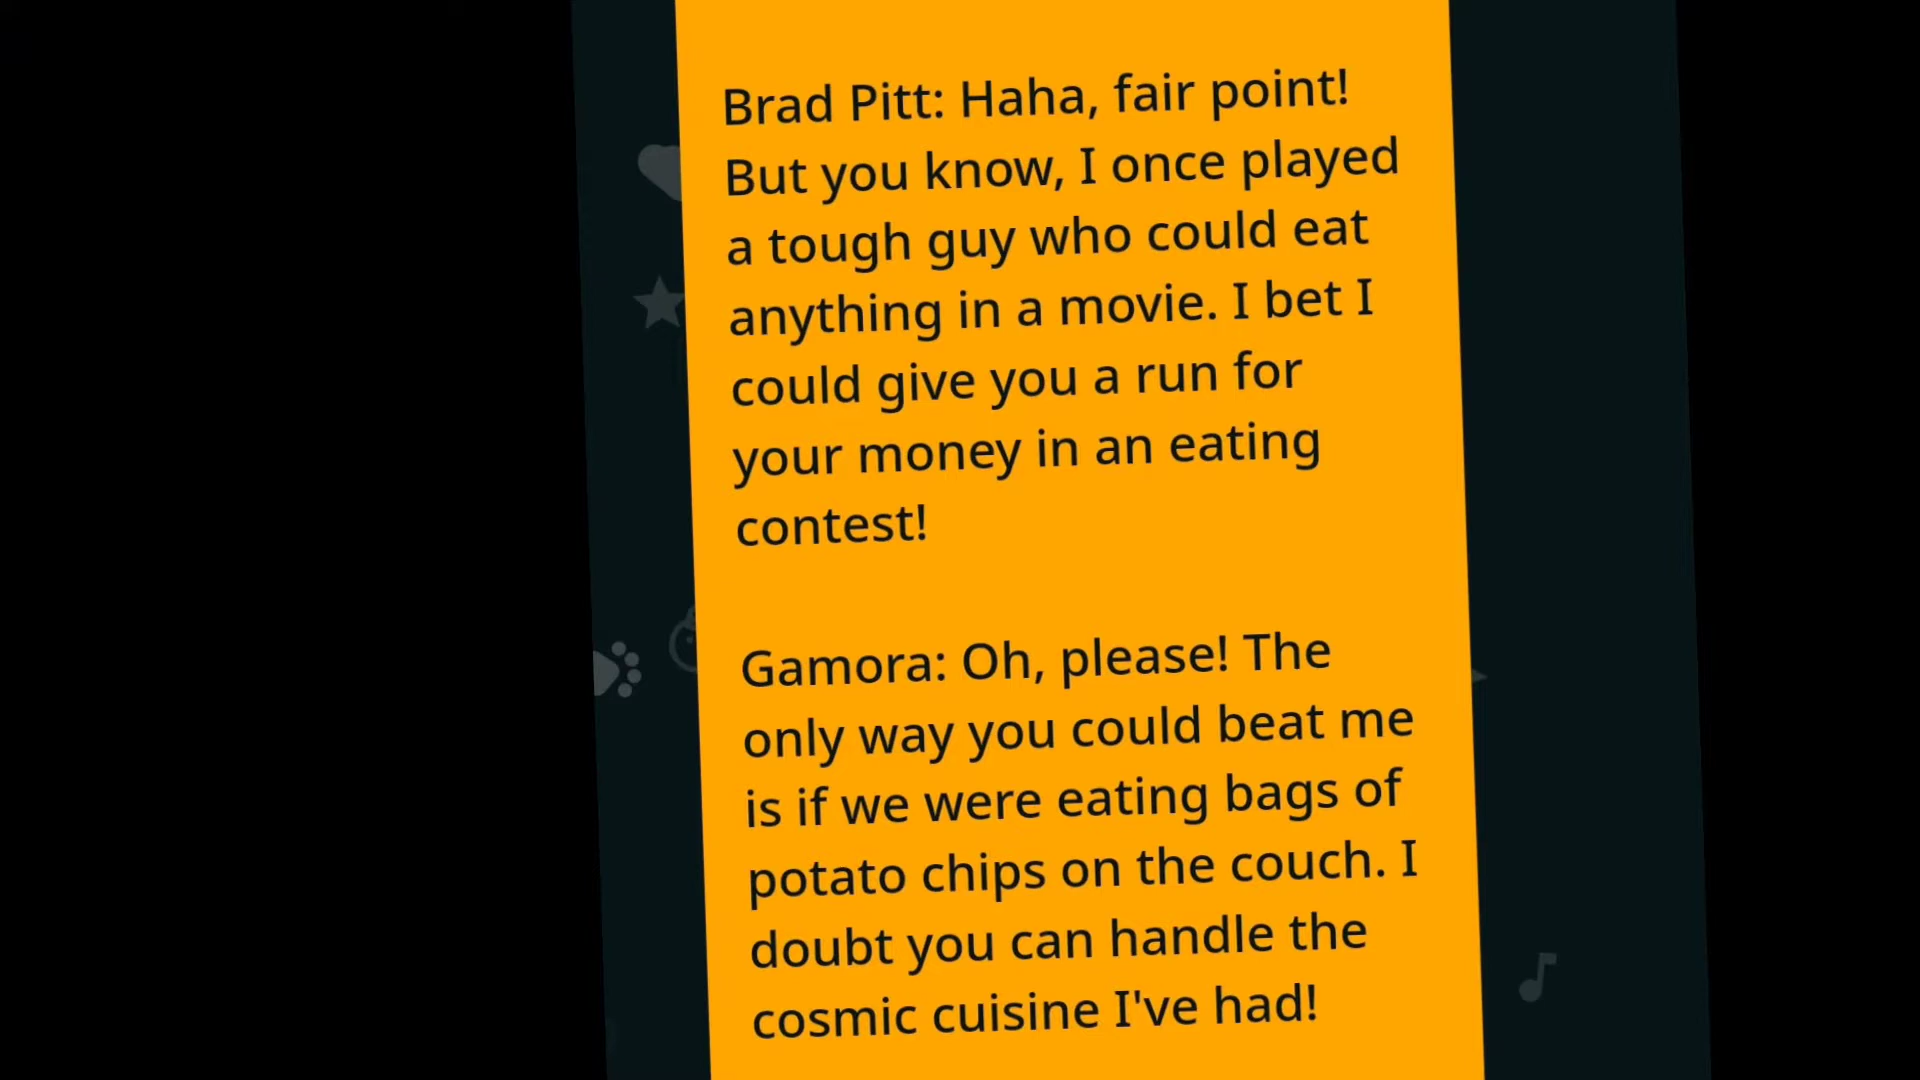 Brad Pitt: Haha, fair point!
But you know, I once played
a tough guy who could eat
anything in a movie. I bet I
could give you a run for
your money in an eating
contest!
Gamora: Oh, please! The
only way you could beat me
is if we were eating bags of
potato chips on the couch. I
doubt you can handle the
cosmic cuisine I've had!